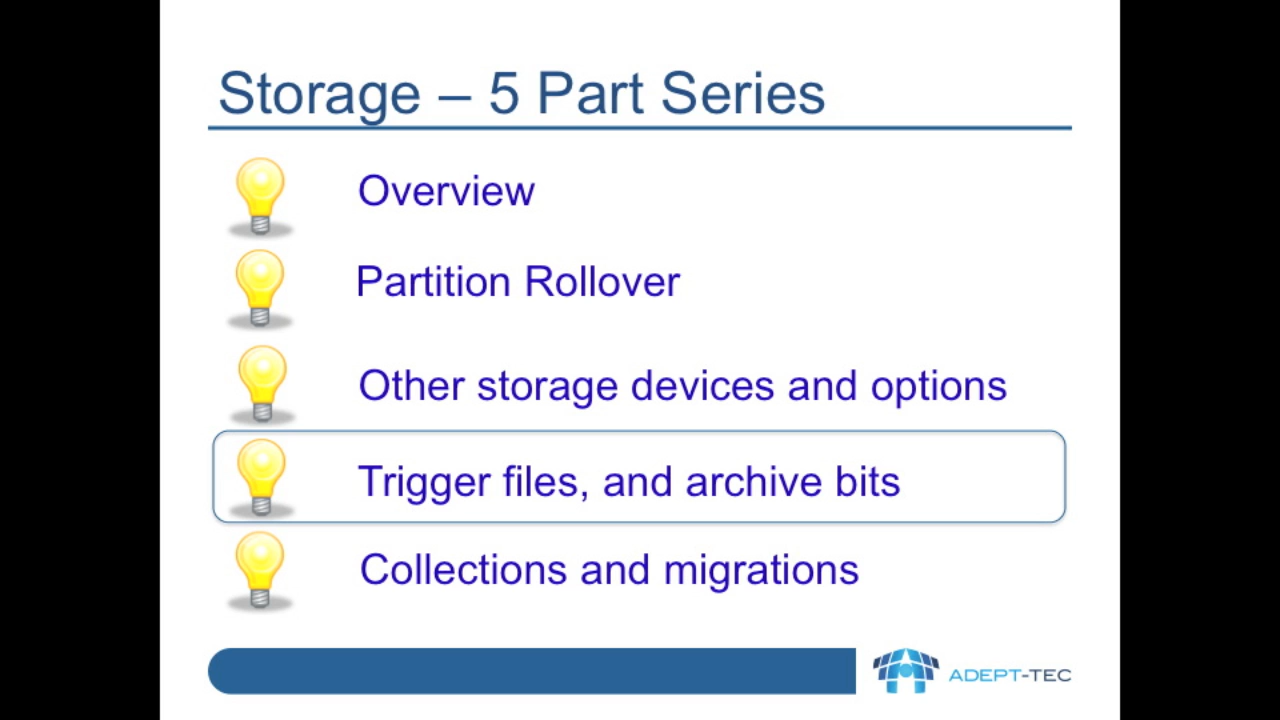 Storage – 5 Part Series
Overview
Partition Rollover
Other storage devices and options
Trigger files, and archive bits
Collections and migrations
ADEPT-TEC